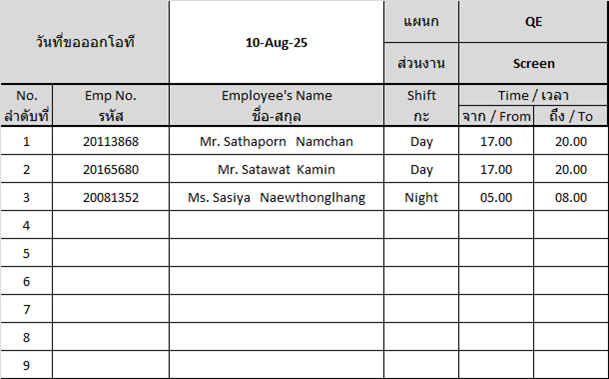 วันที่ขอออกโอที 10-Aug-25 แผนก QE
ส่วนงาน Screen
No. Emp No. Employee's Name Shift Time / เวลา
ลำดับที่ รหัส ชื่อ-สกุล กะ จาก / From ถึง / To
1 20113868 Mr. Sathaporn Namchan Day 17.00 20.00
2 20165680 Mr. Satawat Kamin Day 17.00 20.00
3 20081352 Ms. Sasiya Naewthonglhang Night 05.00 08.00
4
5
6
7
8
9